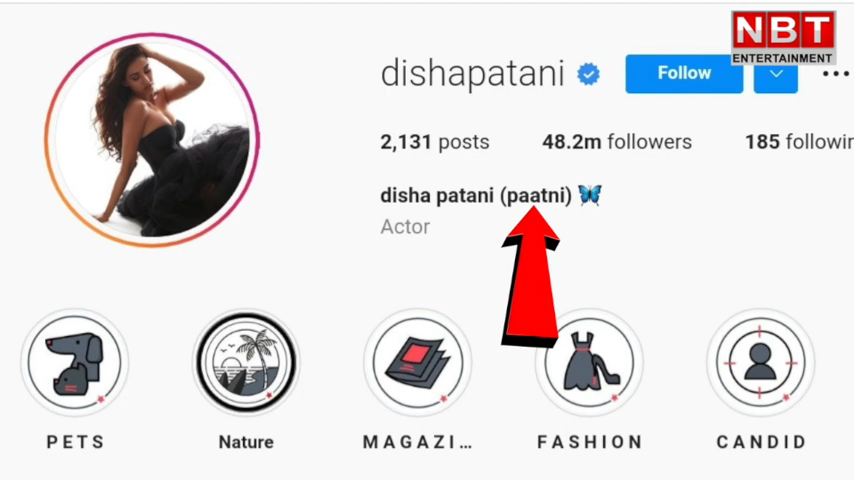 NBT
ENTERTAINMENT
dishapatani Follow
2,131 posts 48.2m followers 185 followin
disha patani (paatni) 🦋
Actor
PETS Nature MAGAZI... FASHION CANDID